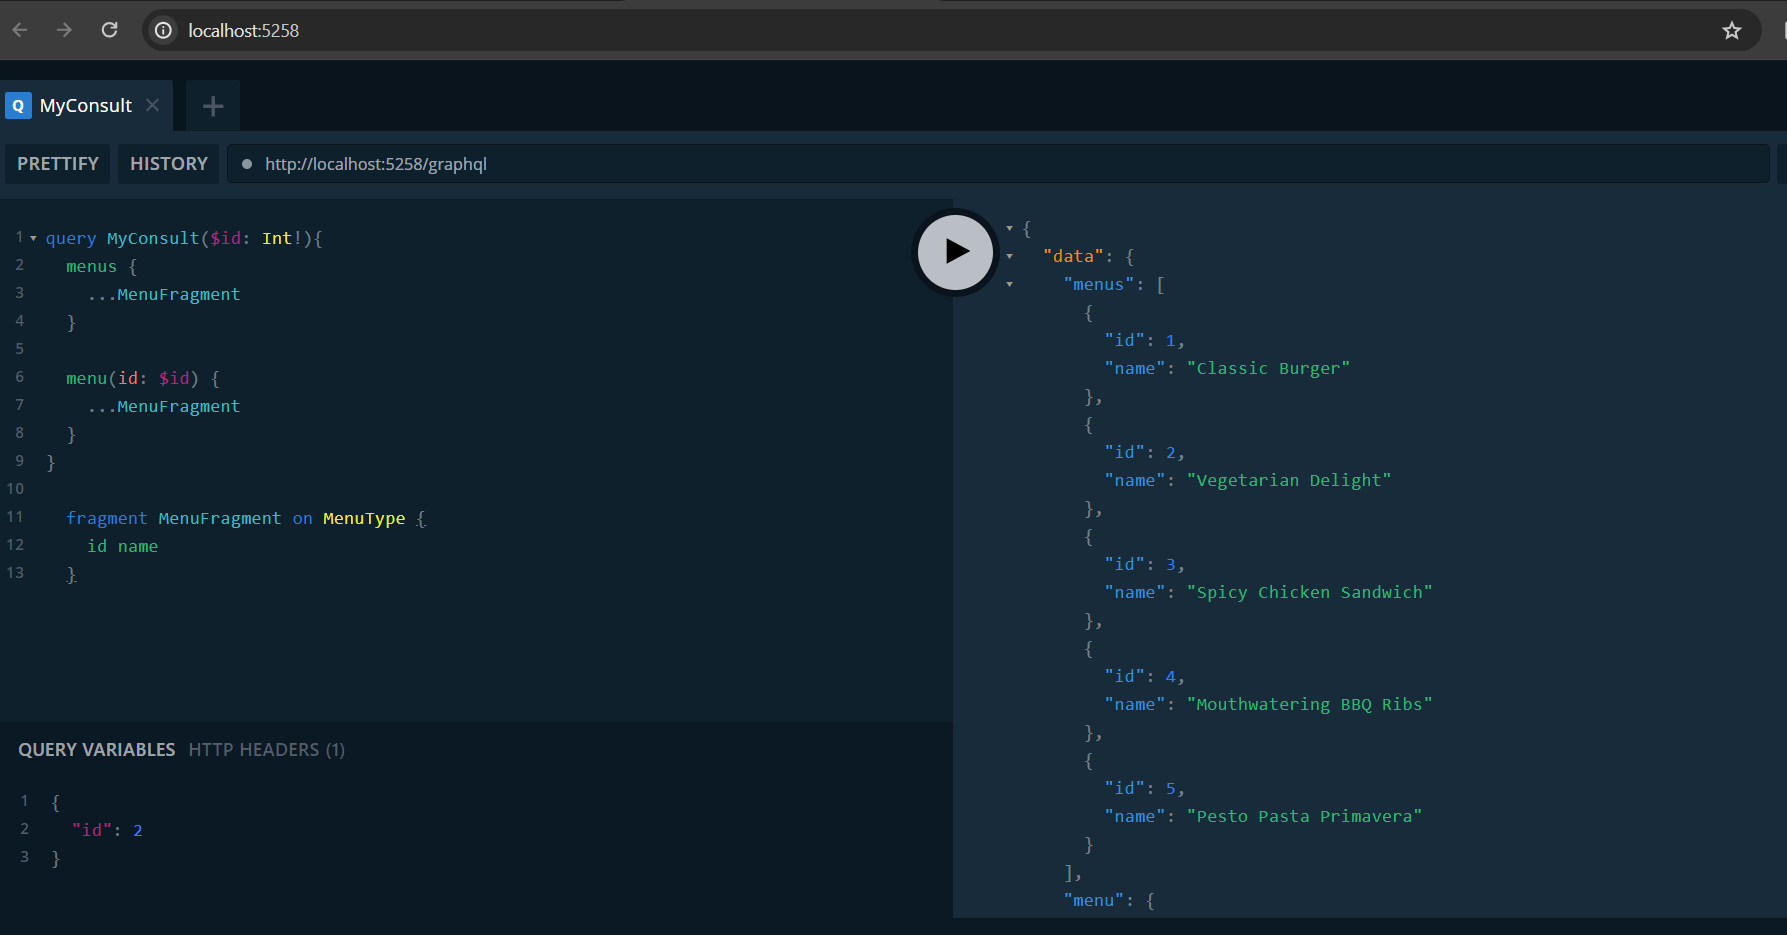 localhost:5258
Q MyConsult
PRETTIFY HISTORY http://localhost:5258/graphql
1 query MyConsult($id: Int!){
2 menus {
3 ...MenuFragment
4 }
5
6 menu(id: $id) {
7 ...MenuFragment
8 }
9 }
10
11 fragment MenuFragment on MenuType {
12 id name
13 }
QUERY VARIABLES HTTP HEADERS (1)
1 {
2 "id": 2
3 }
{
"data": {
"menus": [
{
"id": 1,
"name": "Classic Burger"
},
{
"id": 2,
"name": "Vegetarian Delight"
},
{
"id": 3,
"name": "Spicy Chicken Sandwich"
},
{
"id": 4,
"name": "Mouthwatering BBQ Ribs"
},
{
"id": 5,
"name": "Pesto Pasta Primavera"
}
],
"menu": {